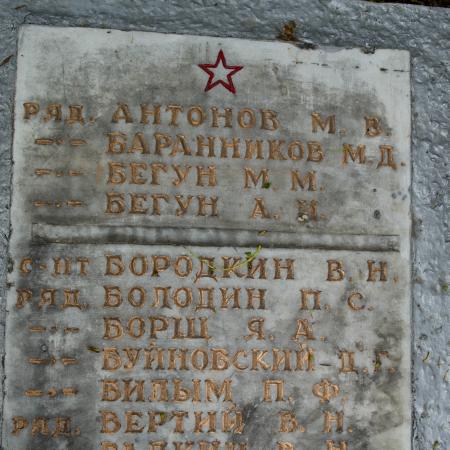 РЯД. АНТОНОВ М. В.
-·- БАРАННИКОВ М.Д.
-·- БЕГУН М. М.
-·- БЕГУН А. И.
С-НТ БОРОДКИН В. Н.
РЯД. БОЛОДИН П. С.
-·- БОРЩ Я. А.
-·- БУЙНОВСКИЙ-Д.Г.
-·- БИЛЫМ П. Ф.
РЯД. ВЕРТИЙ В. Н.